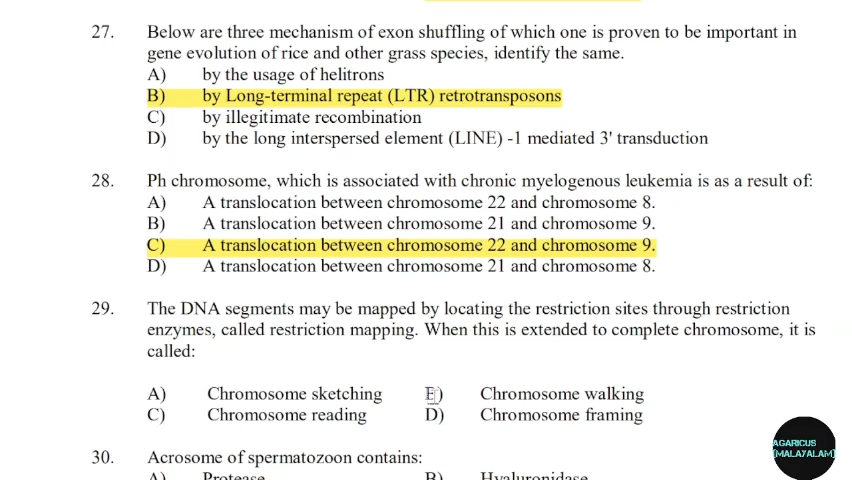 27. Below are three mechanism of exon shuffling of which one is proven to be important in
gene evolution of rice and other grass species, identify the same.
A) by the usage of helitrons
B) by Long-terminal repeat (LTR) retrotransposons
C) by illegitimate recombination
D) by the long interspersed element (LINE) -1 mediated 3' transduction
28. Ph chromosome, which is associated with chronic myelogenous leukemia is as a result of:
A) A translocation between chromosome 22 and chromosome 8.
B) A translocation between chromosome 21 and chromosome 9.
C) A translocation between chromosome 22 and chromosome 9.
D) A translocation between chromosome 21 and chromosome 8.
29. The DNA segments may be mapped by locating the restriction sites through restriction
enzymes, called restriction mapping. When this is extended to complete chromosome, it is
called:
A) Chromosome sketching B) Chromosome walking
C) Chromosome reading D) Chromosome framing
AGARICUS
[MALAYALAM]
30. Acrosome of spermatozoon contains:
A) Protease B) Hyaluronidase